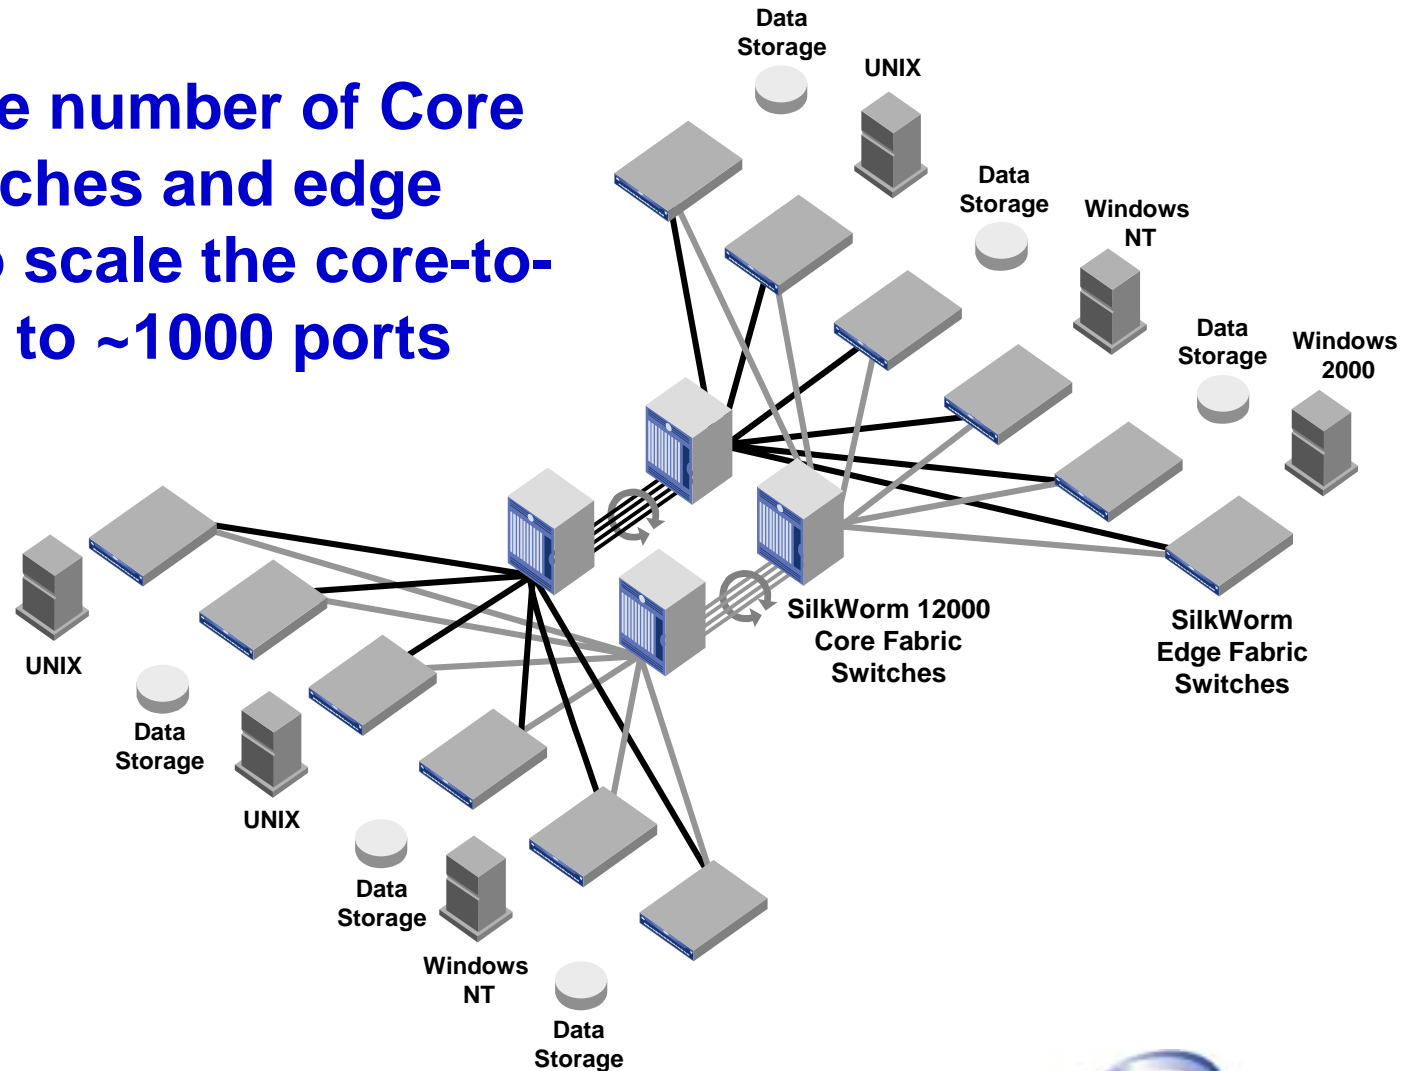 e number of Core
ches and edge
scale the core-to-
to ~1000 ports
Data
Storage
UNIX
Data
Storage
Windows
NT
Data
Storage
Windows
2000
SilkWorm 12000
Core Fabric
Switches
SilkWorm
Edge Fabric
Switches
UNIX
Data
Storage
UNIX
Data
Storage
Windows
NT
Data
Storage